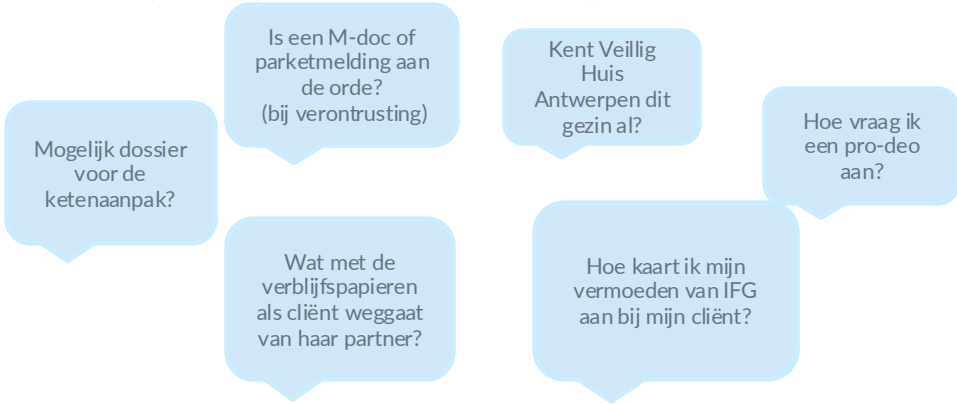 Is een M-doc of
parketmelding aan
de orde?
(bij verontrusting)
Kent Veillig
Huis
Antwerpen dit
gezin al?
Hoe vraag ik
een pro-deo
aan?
Mogelijk dossier
voor de
ketenaanpak?
Wat met de
verblijfspapieren
als cliënt weggaat
van haar partner?
Hoe kaart ik mijn
vermoeden van IFG
aan bij mijn cliënt?